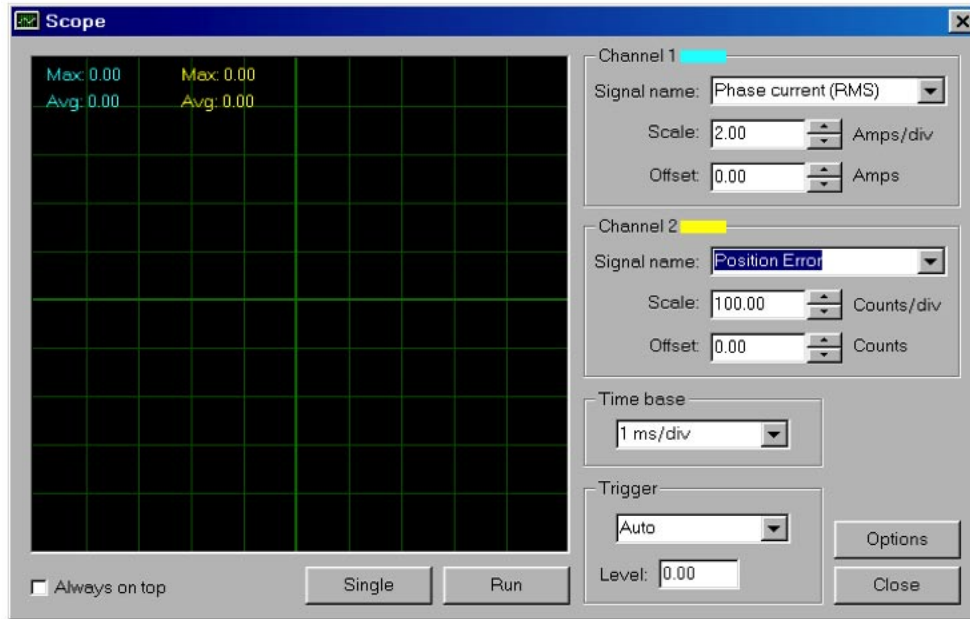 Scope
Max: 0.00 Max: 0.00
Avg: 0.00 Avg: 0.00
Channel 1
Signal name: Phase current (RMS)
Scale: 2.00 Amps/div
Offset: 0.00 Amps
Channel 2
Signal name: Position Error
Scale: 100.00 Counts/div
Offset: 0.00 Counts
Time base
1 ms/div
Trigger
Auto
Level: 0.00
Options
Close
Always on top
Single
Run